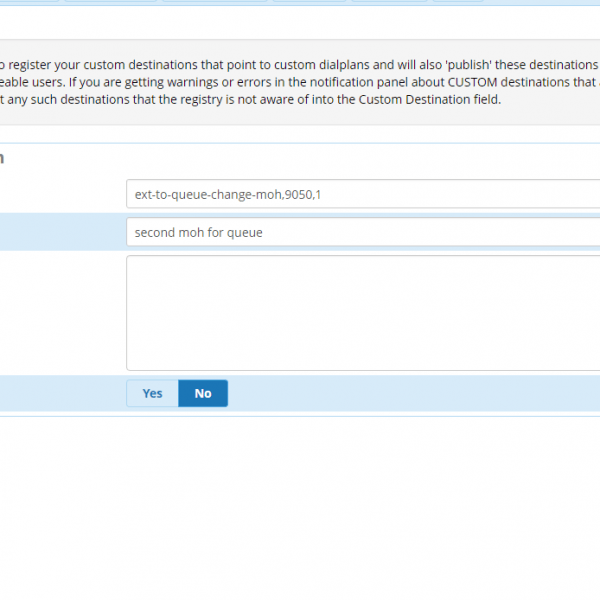 o register your custom destinations that point to custom dialplans and will also 'publish' these destinations
eable users. If you are getting warnings or errors in the notification panel about CUSTOM destinations that
t any such destinations that the registry is not aware of into the Custom Destination field.
n
ext-to-queue-change-moh,9050,1
second moh for queue
Yes No